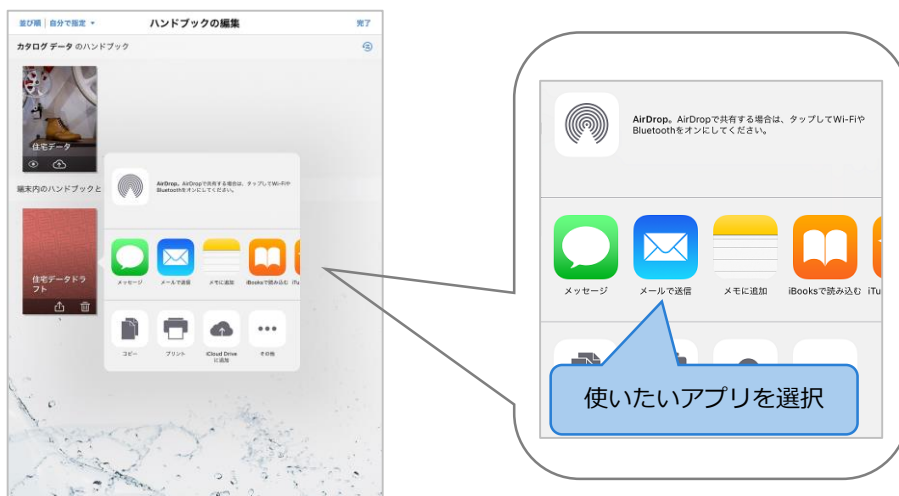 並び順 自分で指定 ハンドブックの編集 完了
カタログ データ のハンドブック
住宅データ
端末内のハンドブックと
住宅データドラ
フト
AirDrop。AirDropで共有する場合は、タップしてWi-Fiや
Bluetoothをオンにしてください。
メッセージ メールで送信 メモに追加 iBooksで読み込む iTu
コピー プリント iCloud Drive その他
に追加
AirDrop。AirDropで共有する場合は、タップしてWi-Fiや
Bluetoothをオンにしてください。
メッセージ メールで送信 メモに追加 iBooksで読み込む iTu
使いたいアプリを選択